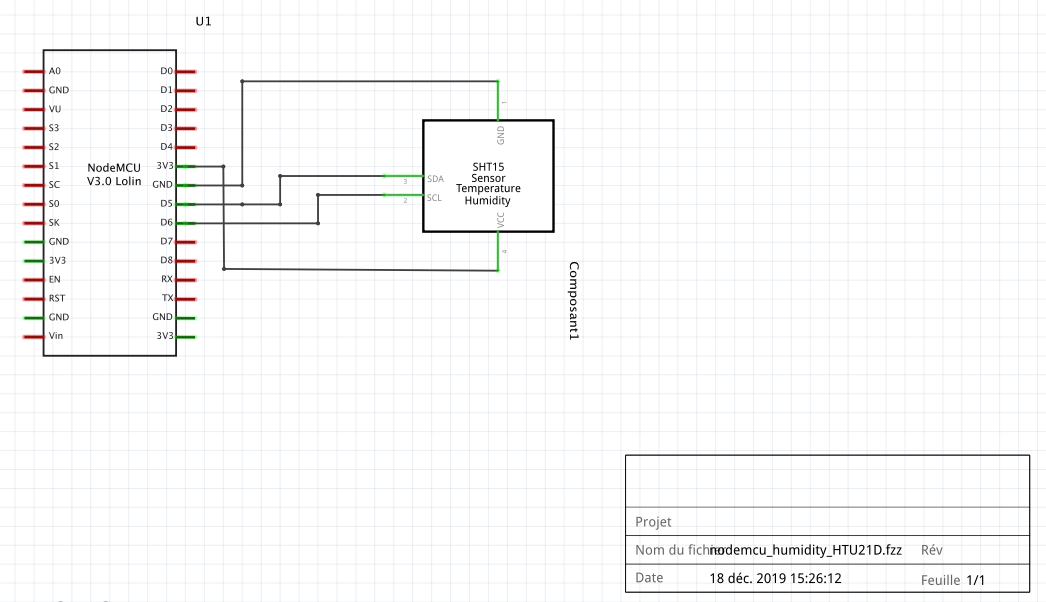 U1
A0
GND
VU
S3
S2
S1
SC
S0
SK
GND
3V3
EN
RST
GND
Vin
NodeMCU
V3.0 Lolin
D0
D1
D2
D3
D4
3V3
GND
D5
D6
D7
D8
RX
TX
GND
3V3
1
GND
SHT15
Sensor
Temperature
Humidity
3 SDA
2 SCL
VCC
4
Composant1
Projet
Nom du fichier nodemcu_humidity_HTU21D.fzz Rév
Date 18 déc. 2019 15:26:12 Feuille 1/1